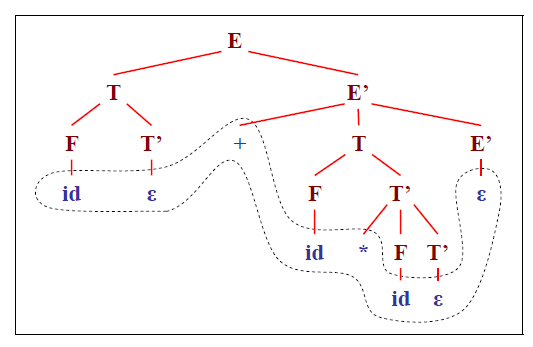 E
T E’
F T’ + T E’
id ε F T’ ε
id * F T’
id ε